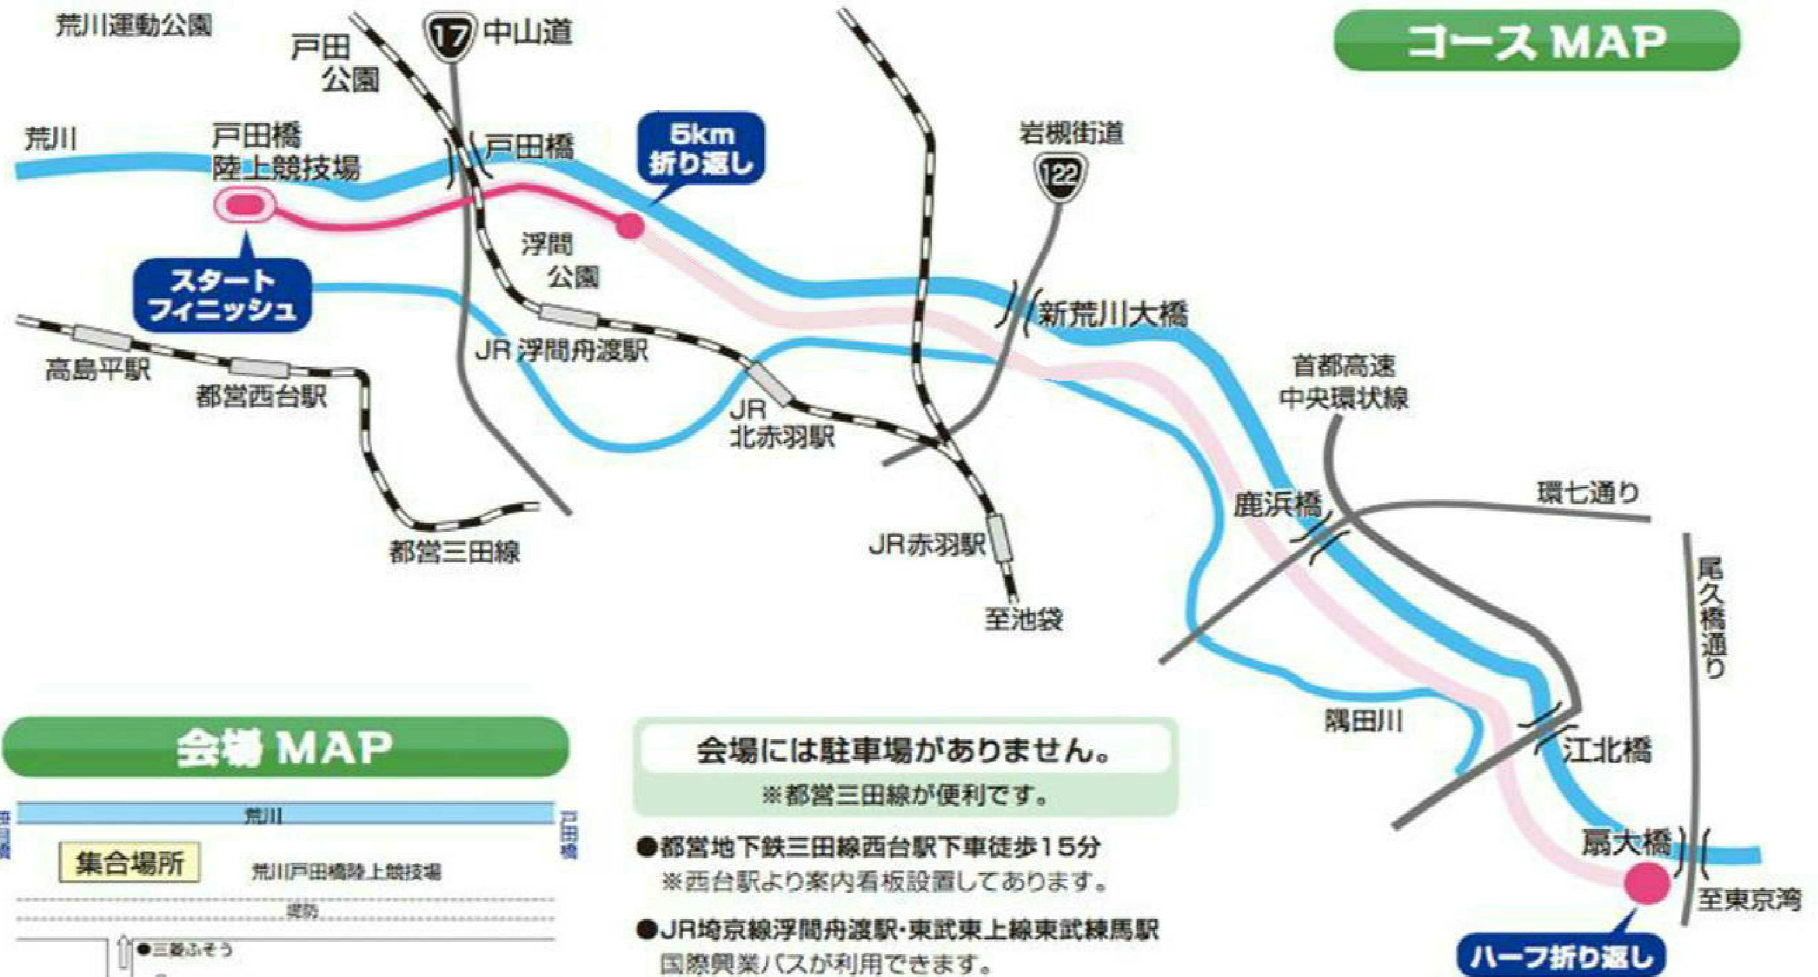 荒川運動公園
戸田
公園
17
中山道
コースMAP
荒川
戸田橋
陸上競技場
戸田橋
5km
折り返し
岩槻街道
122
スタート
フィニッシュ
浮間
公園
新荒川大橋
高島平駅
都営西台駅
JR 浮間舟渡駅
JR
北赤羽駅
首都高速
中央環状線
鹿浜橋
環七通り
都営三田線
JR赤羽駅
至池袋
尾久橋通り
隅田川
江北橋
扇大橋
至東京湾
ハーフ折り返し
会場 MAP
荒川
戸田橋
集合場所
荒川戸田橋陸上競技場
堤防
●三菱ふそう
会場には駐車場がありません。
※都営三田線が便利です。
●都営地下鉄三田線西台駅下車徒歩15分
※西台駅より案内看板設置してあります。
●JR埼京線浮間舟渡駅・東武東上線東武練馬駅
国際興業バスが利用できます。